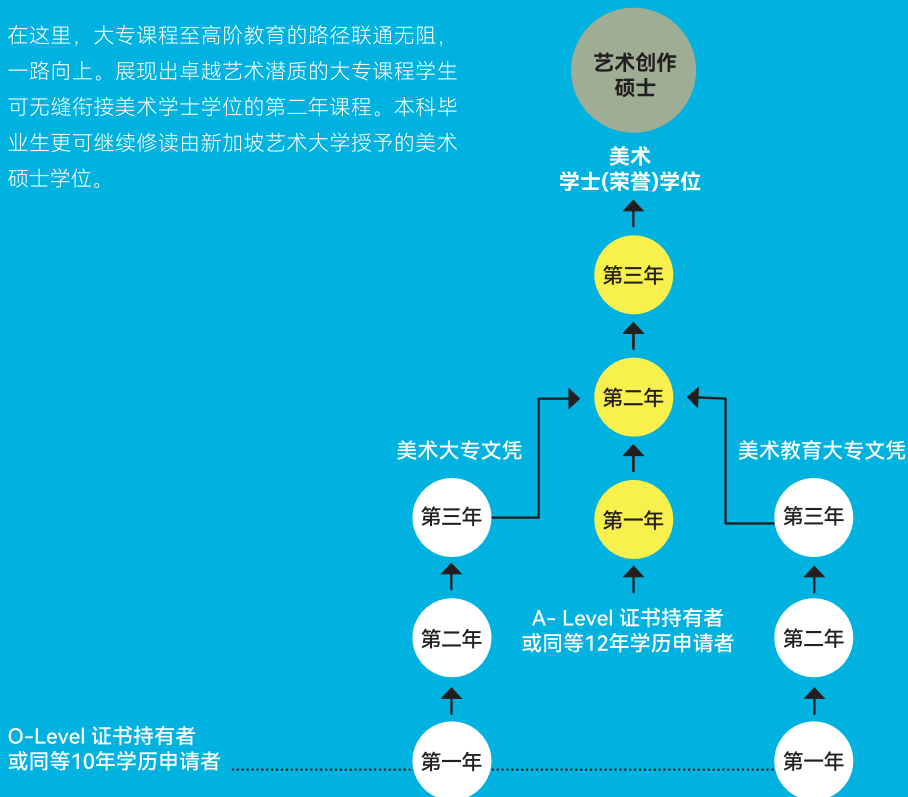 在这里，大专课程至高阶教育的路径联通无阻，
一路向上。展现出卓越艺术潜质的大专课程学生
可无缝衔接美术学士学位的第二年课程。本科毕
业生更可继续修读由新加坡艺术大学授予的美术
硕士学位。
艺术创作
硕士
美术
学士(荣誉)学位
第三年
第二年
美术大专文凭
美术教育大专文凭
第三年
第一年
第三年
A- Level 证书持有者
或同等12年学历申请者
第二年
第二年
O-Level 证书持有者
或同等10年学历申请者
第一年
第一年